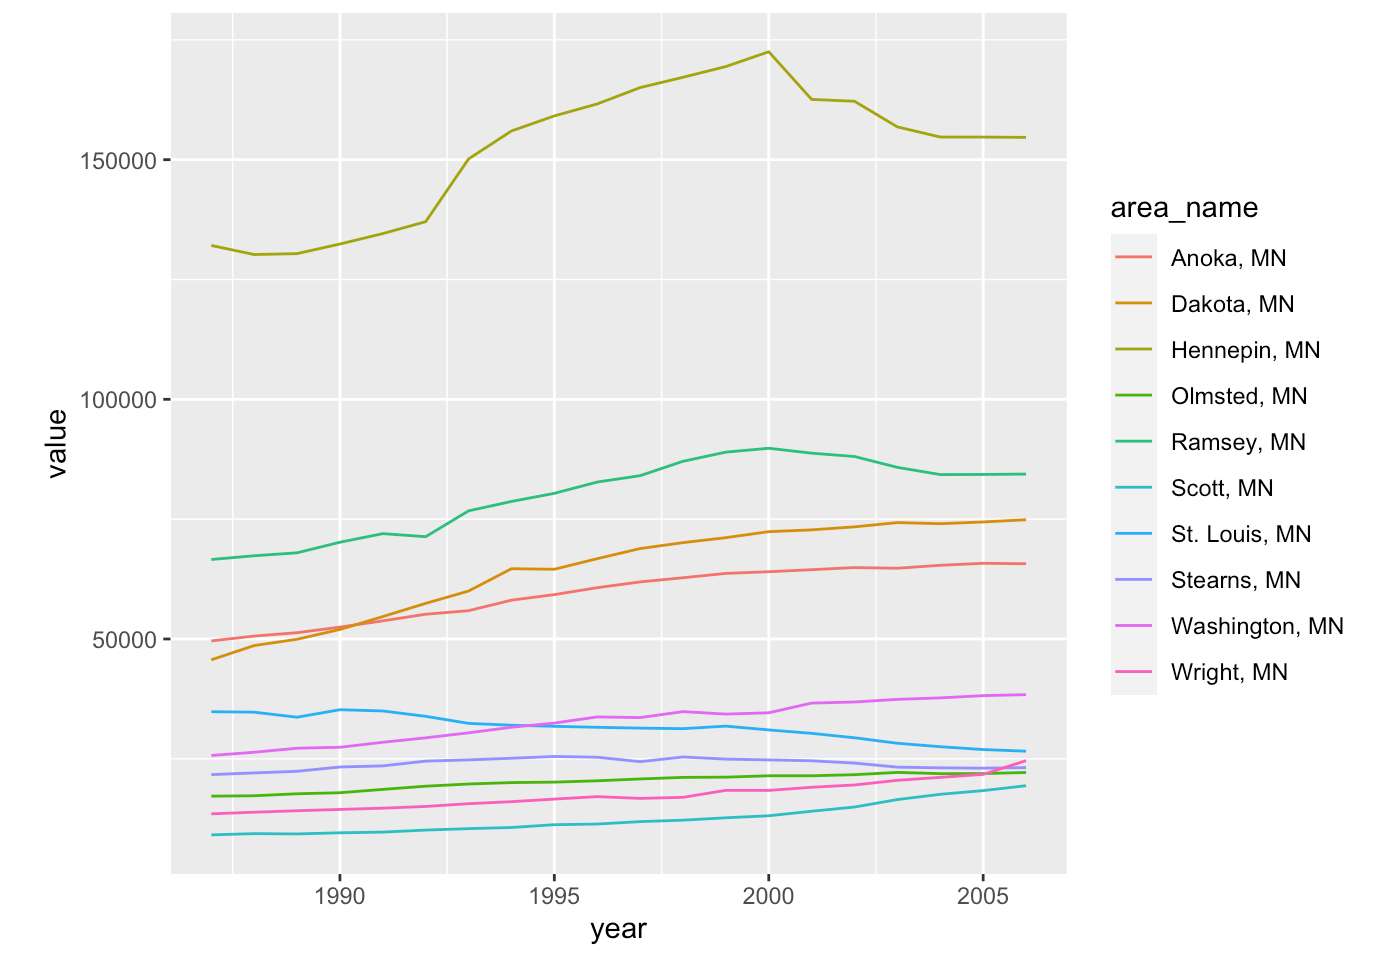 150000
100000
50000
value
1990 1995 2000 2005
year
area_name
Anoka, MN
Dakota, MN
Hennepin, MN
Olmsted, MN
Ramsey, MN
Scott, MN
St. Louis, MN
Stearns, MN
Washington, MN
Wright, MN